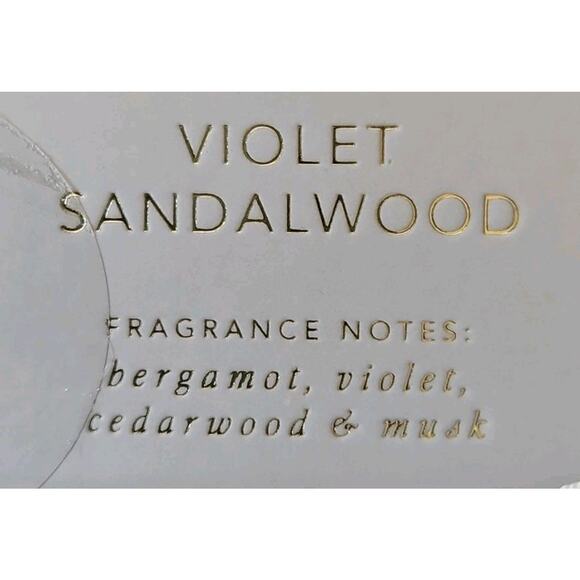 VIOLET
SANDALWOOD
FRAGRANCE NOTES:
bergamot, violet,
cedarwood & musk